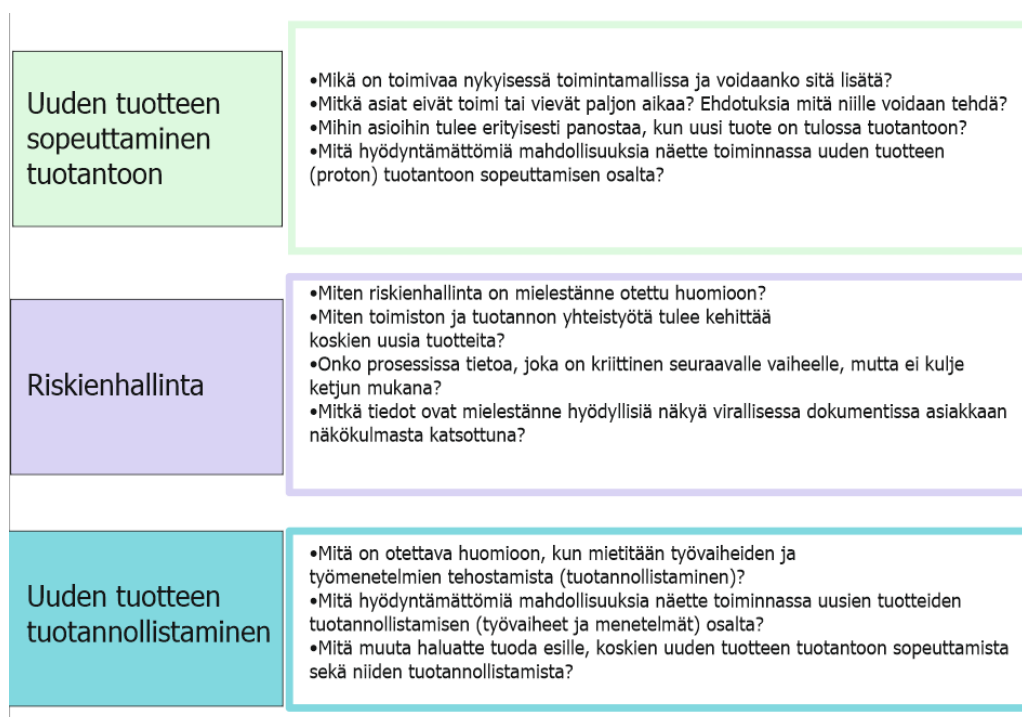 Uuden tuotteen
sopeuttaminen
tuotantoon
•Mikä on toimivaa nykyisessä toimintamallissa ja voidaanko sitä lisätä?
•Mitkä asiat eivät toimi tai vievät paljon aikaa? Ehdotuksia mitä niille voidaan tehdä?
•Mihin asioihin tulee erityisesti panostaa, kun uusi tuote on tulossa tuotantoon?
•Mitä hyödyntämättömiä mahdollisuuksia näette toiminnassa uuden tuotteen
(proton) tuotantoon sopeuttamisen osalta?
Riskienhallinta
•Miten riskienhallinta on mielestänne otettu huomioon?
•Miten toimiston ja tuotannon yhteistyötä tulee kehittää
koskien uusia tuotteita?
•Onko prosessissa tietoa, joka on kriittinen seuraavalle vaiheelle, mutta ei kulje
ketjun mukana?
•Mitkä tiedot ovat mielestänne hyödyllisiä näkyä virallisessa dokumentissa asiakkaan
näkökulmasta katsottuna?
Uuden tuotteen
tuotannollistaminen
•Mitä on otettava huomioon, kun mietitään työvaiheiden ja
työmenetelmien tehostamista (tuotannollistaminen)?
•Mitä hyödyntämättömiä mahdollisuuksia näette toiminnassa uusien tuotteiden
tuotannollistamisen (työvaiheet ja menetelmät) osalta?
•Mitä muuta haluatte tuoda esille, koskien uuden tuotteen tuotantoon sopeuttamista
sekä niiden tuotannollistamista?